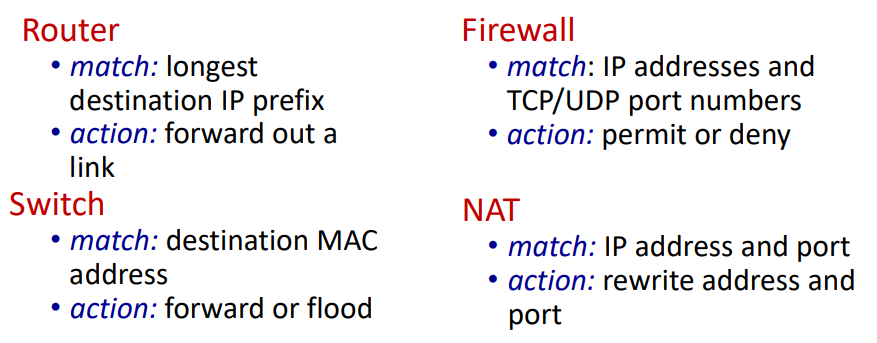 Router
• match: longest
destination IP prefix
• action: forward out a
link
Switch
• match: destination MAC
address
• action: forward or flood
Firewall
• match: IP addresses and
TCP/UDP port numbers
• action: permit or deny
NAT
• match: IP address and port
• action: rewrite address and
port